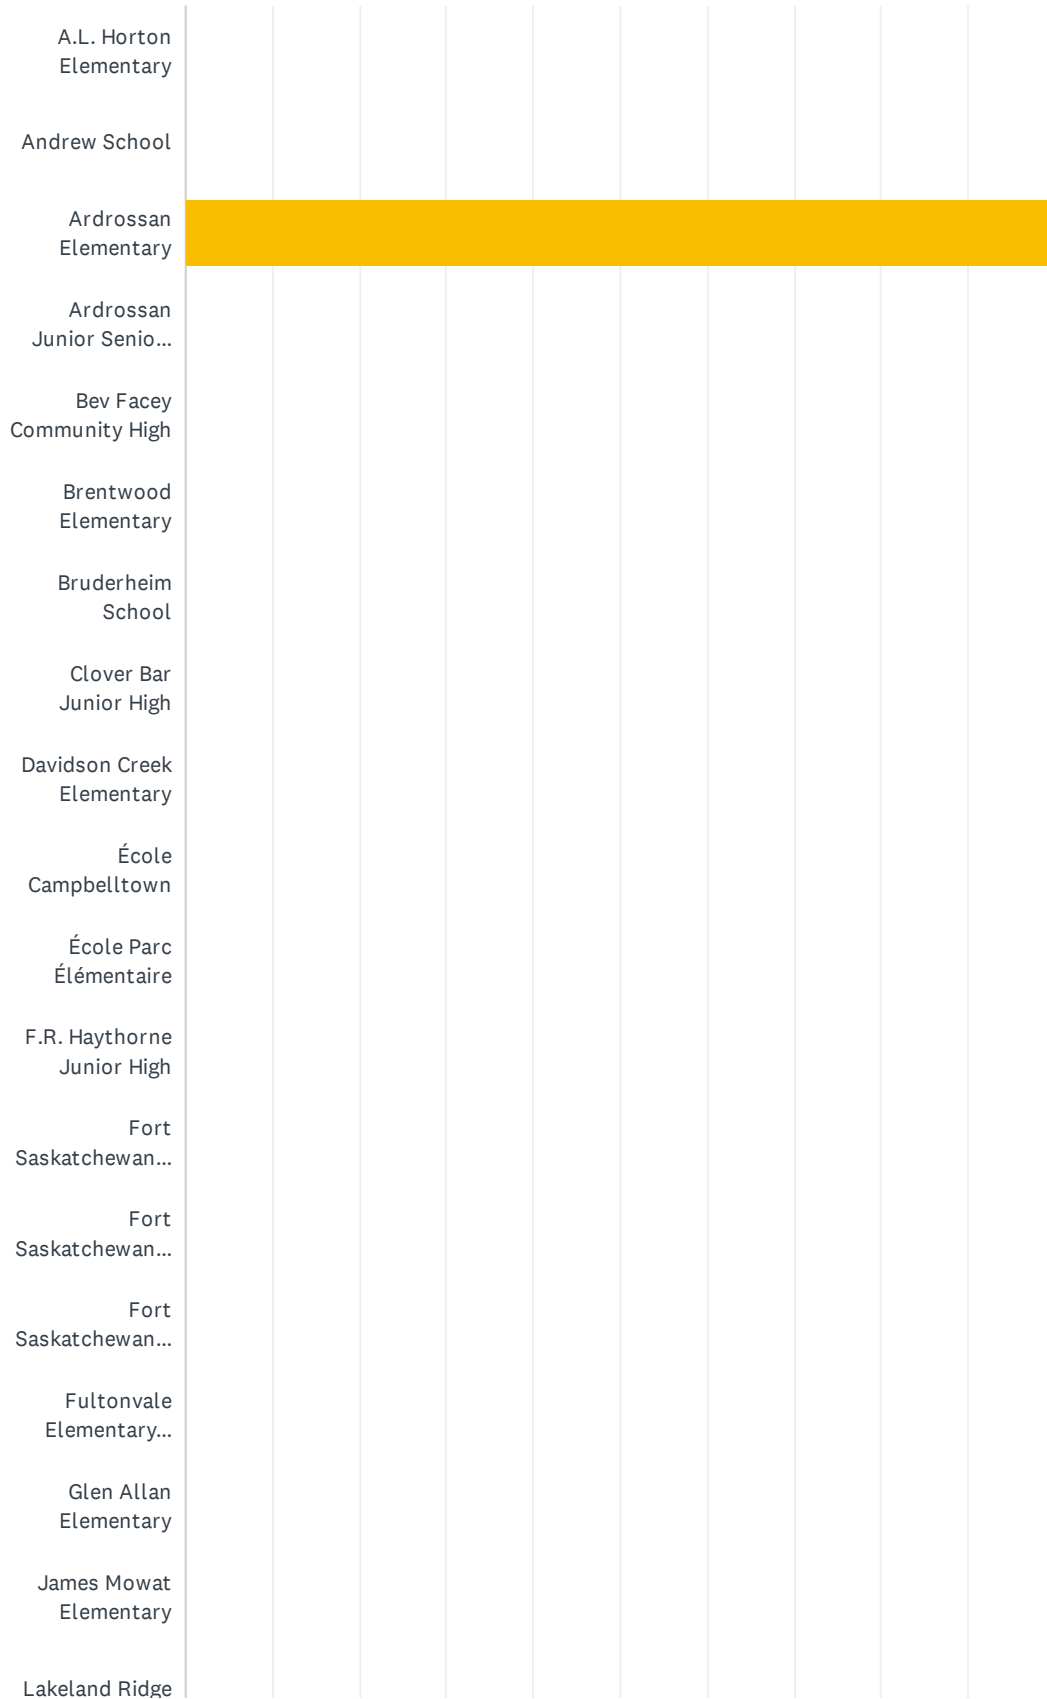 A.L. Horton
Elementary
Andrew School
Ardrossan
Elementary
Ardrossan
Junior Senio...
Bev Facey
Community High
Brentwood
Elementary
Bruderheim
School
Clover Bar
Junior High
Davidson Creek
Elementary
École
Campbelltown
École Parc
Élémentaire
F.R. Haythorne
Junior High
Fort
Saskatchewan...
Fort
Saskatchewan...
Fort
Saskatchewan...
Fultonvale
Elementary...
Glen Allan
Elementary
James Mowat
Elementary
Lakeland Ridge